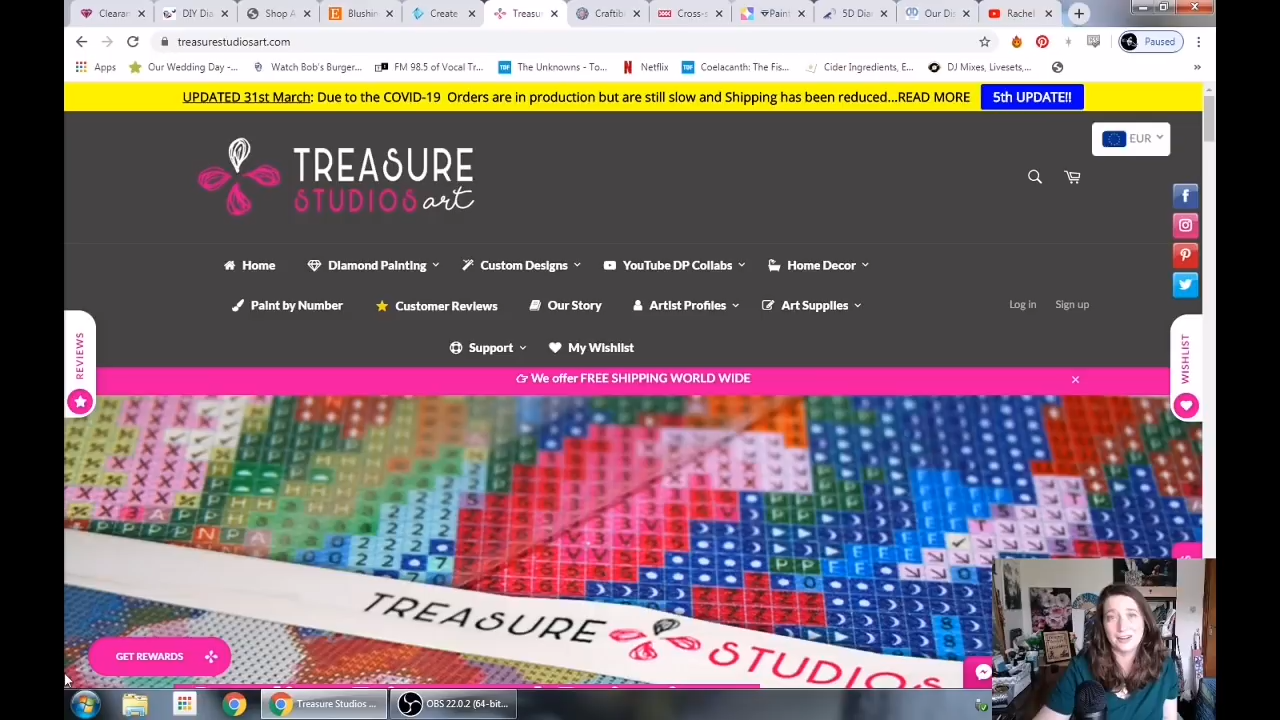 Clearar
DIY Dia
Shop A
Blushin
Create
Treasur
Craftib
Cross-s
Paint
5D Dia
Our Dis
Rachel
treasurestudiosart.com
Paused
Apps
Our Wedding Day -...
Watch Bob's Burger...
FM 98.5 of Vocal Tr...
The Unknowns - To...
Netflix
Coelacanth: The Fis...
Cider Ingredients, E...
DJ Mixes, Livesets,...
»
UPDATED 31st March: Due to the COVID-19 Orders are in production but are still slow and Shipping has been reduced...READ MORE
5th UPDATE!!
EUR
TREASURE
STUDIOS art
Home
Diamond Painting
Custom Designs
YouTube DP Collabs
Home Decor
Paint by Number
Customer Reviews
Our Story
Artist Profiles
Art Supplies
Log in
Sign up
Support
My Wishlist
REVIEWS
WISHLIST
We offer FREE SHIPPING WORLD WIDE
TREASURE STUDIOS
GET REWARDS
Treasure Studios ...
OBS 22.0.2 (64-bit...